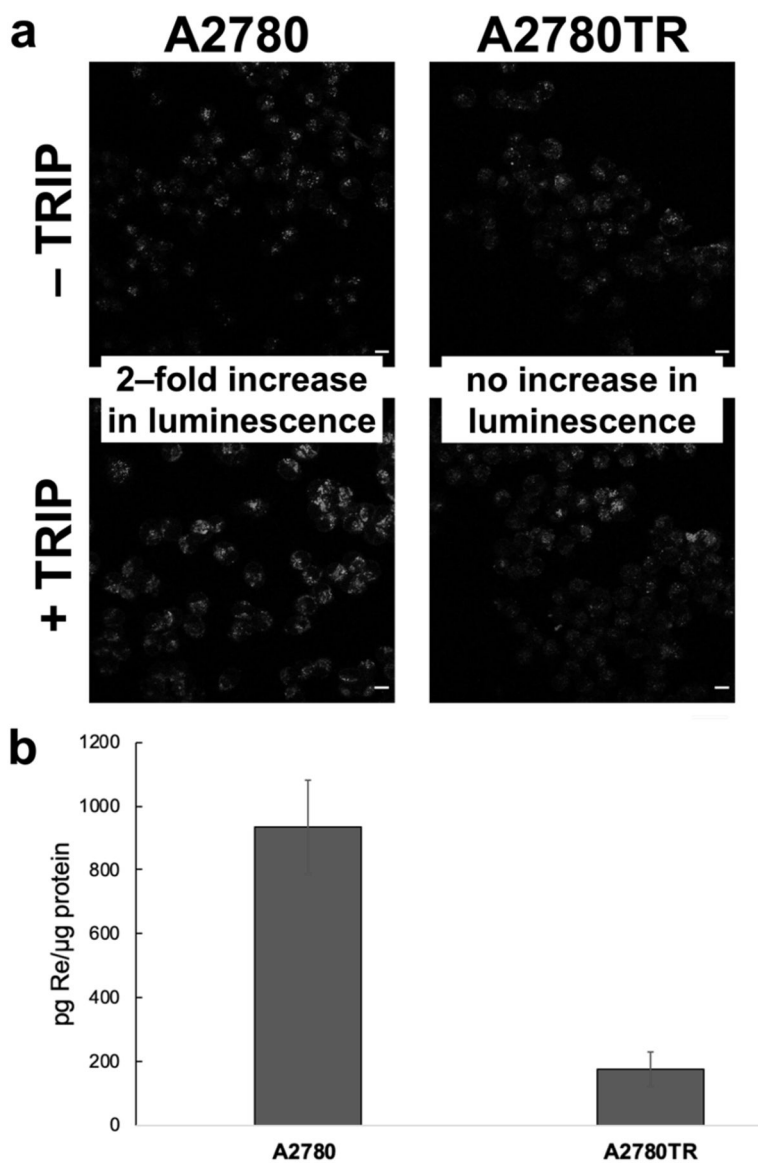 a
A2780
A2780TR
– TRIP
2–fold increase
in luminescence
no increase in
luminescence
+ TRIP
b
pg Re/µg protein
1200
1000
800
600
400
200
0
A2780
A2780TR